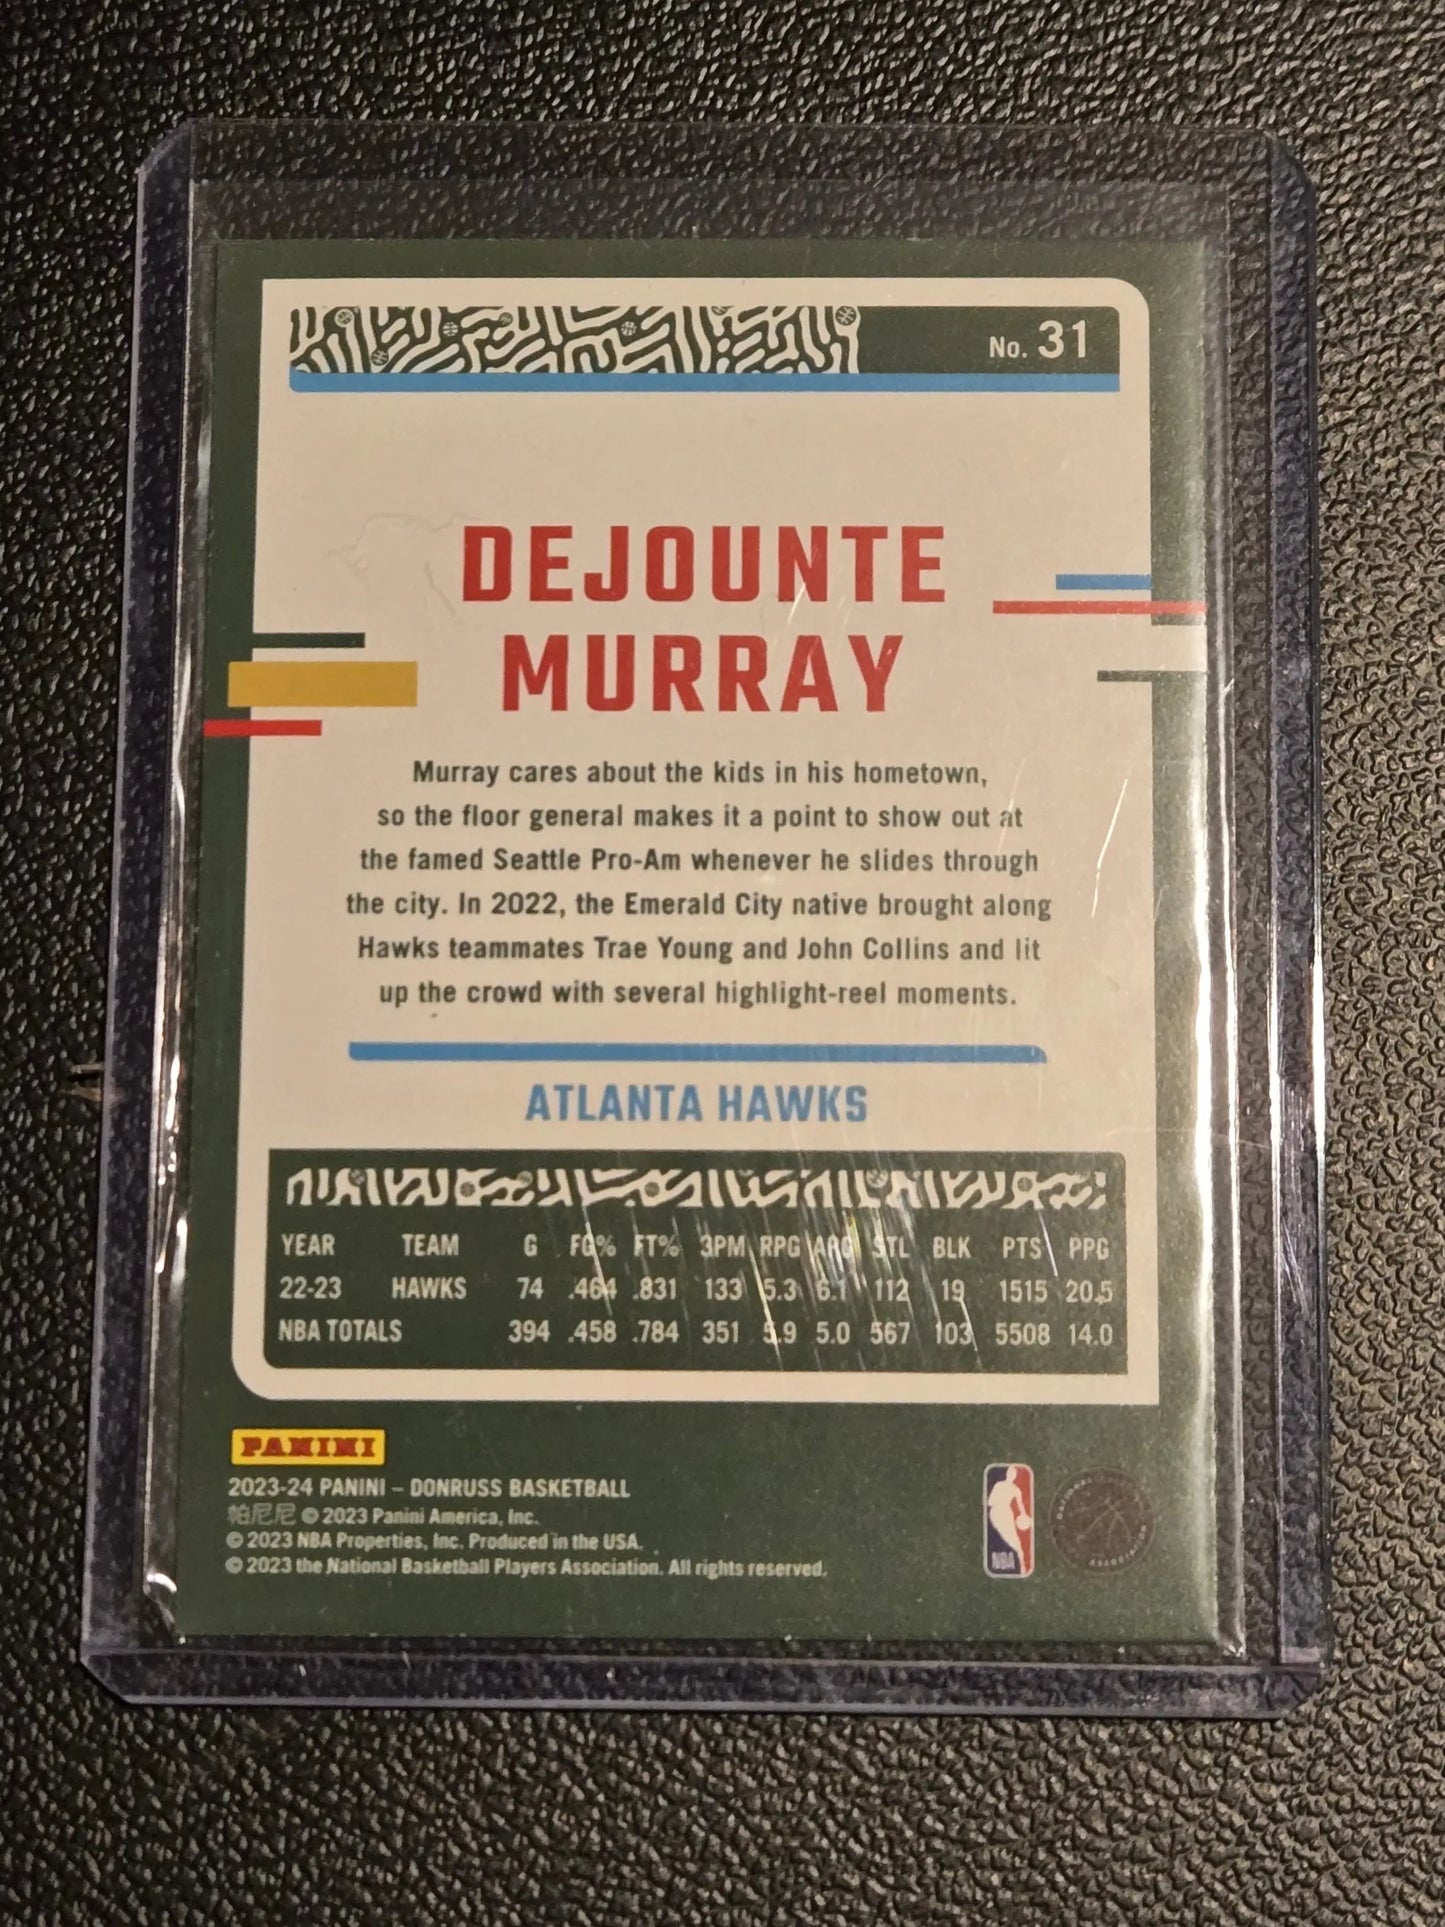 No. 31
DEJOUNTE
MURRAY
Murray cares about the kids in his hometown,
so the floor general makes it a point to show out at
the famed Seattle Pro-Am whenever he slides through
the city. In 2022, the Emerald City native brought along
Hawks teammates Trae Young and John Collins and lit
up the crowd with several highlight-reel moments.
ATLANTA HAWKS
YEAR TEAM G FG% FT% 3PM RPG APG STL BLK PTS PPG
22-23 HAWKS 74 .464 .831 133 5.3 6.1 112 19 1515 20.5
NBA TOTALS 394 .458 .784 351 5.9 5.0 567 103 5508 14.0
PANINI
2023-24 PANINI – DONRUSS BASKETBALL
帕尼尼 © 2023 Panini America, Inc.
© 2023 NBA Properties, Inc. Produced in the USA.
© 2023 the National Basketball Players Association. All rights reserved.
NBA